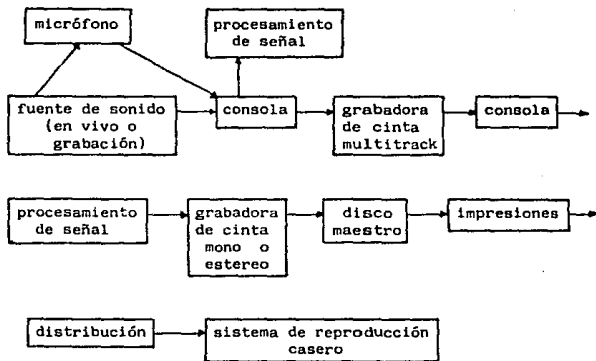 micrófono
procesamiento
de señal
fuente de sonido
(en vivo o
grabación)
consola
grabadora
de cinta
multitrack
consola
procesamiento
de señal
grabadora
de cinta
mono o
estereo
disco
maestro
impresiones
distribución
sistema de reproducción
casero